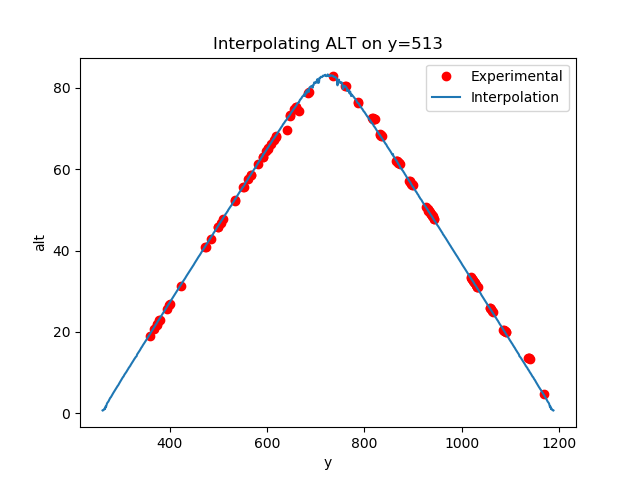 Interpolating ALT on y=513
Experimental
Interpolation
80
60
40
20
0
alt
400 600 800 1000 1200
y